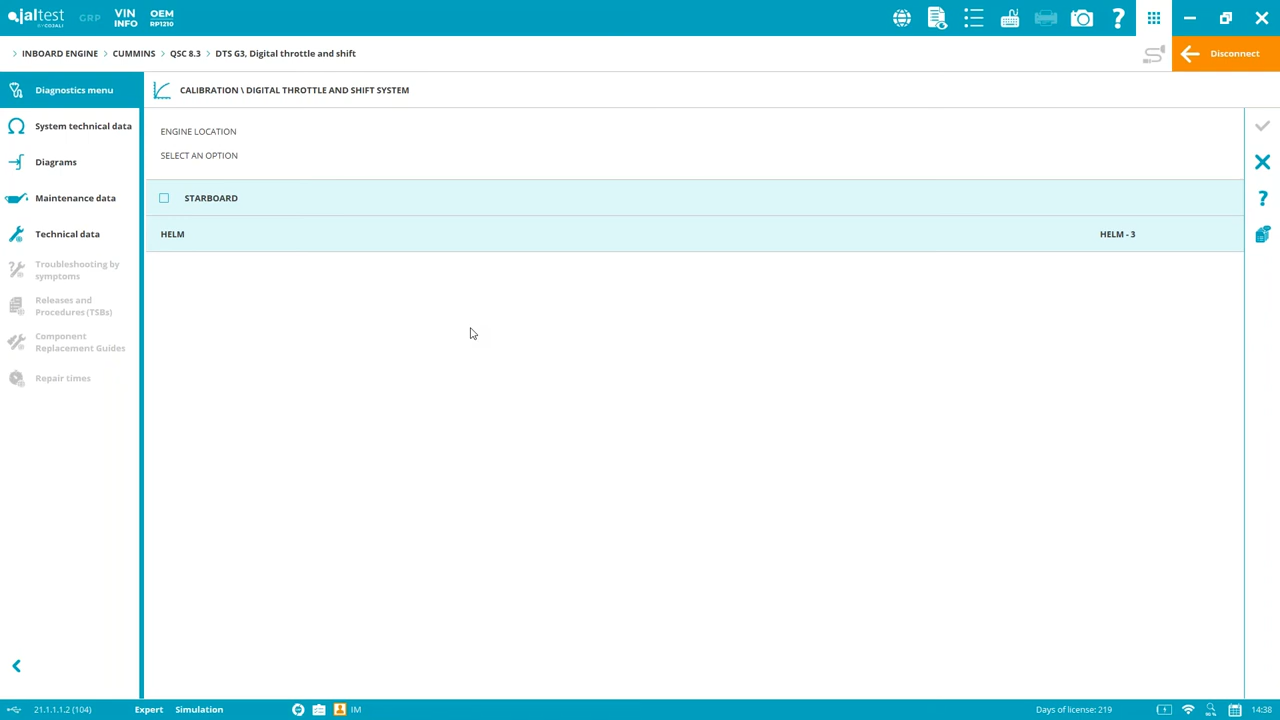 jaltest
BY COJALI
GRP
VIN
INFO
OEM
RP1210
INBOARD ENGINE
CUMMINS
QSC 8.3
DTS G3, Digital throttle and shift
Disconnect
Diagnostics menu
System technical data
Diagrams
Maintenance data
Technical data
Troubleshooting by
symptoms
Releases and
Procedures (TSBs)
Component
Replacement Guides
Repair times
CALIBRATION \ DIGITAL THROTTLE AND SHIFT SYSTEM
ENGINE LOCATION
SELECT AN OPTION
STARBOARD
HELM
HELM - 3
21.1.1.1.2 (104)
Expert
Simulation
IM
Days of license: 219
14:38